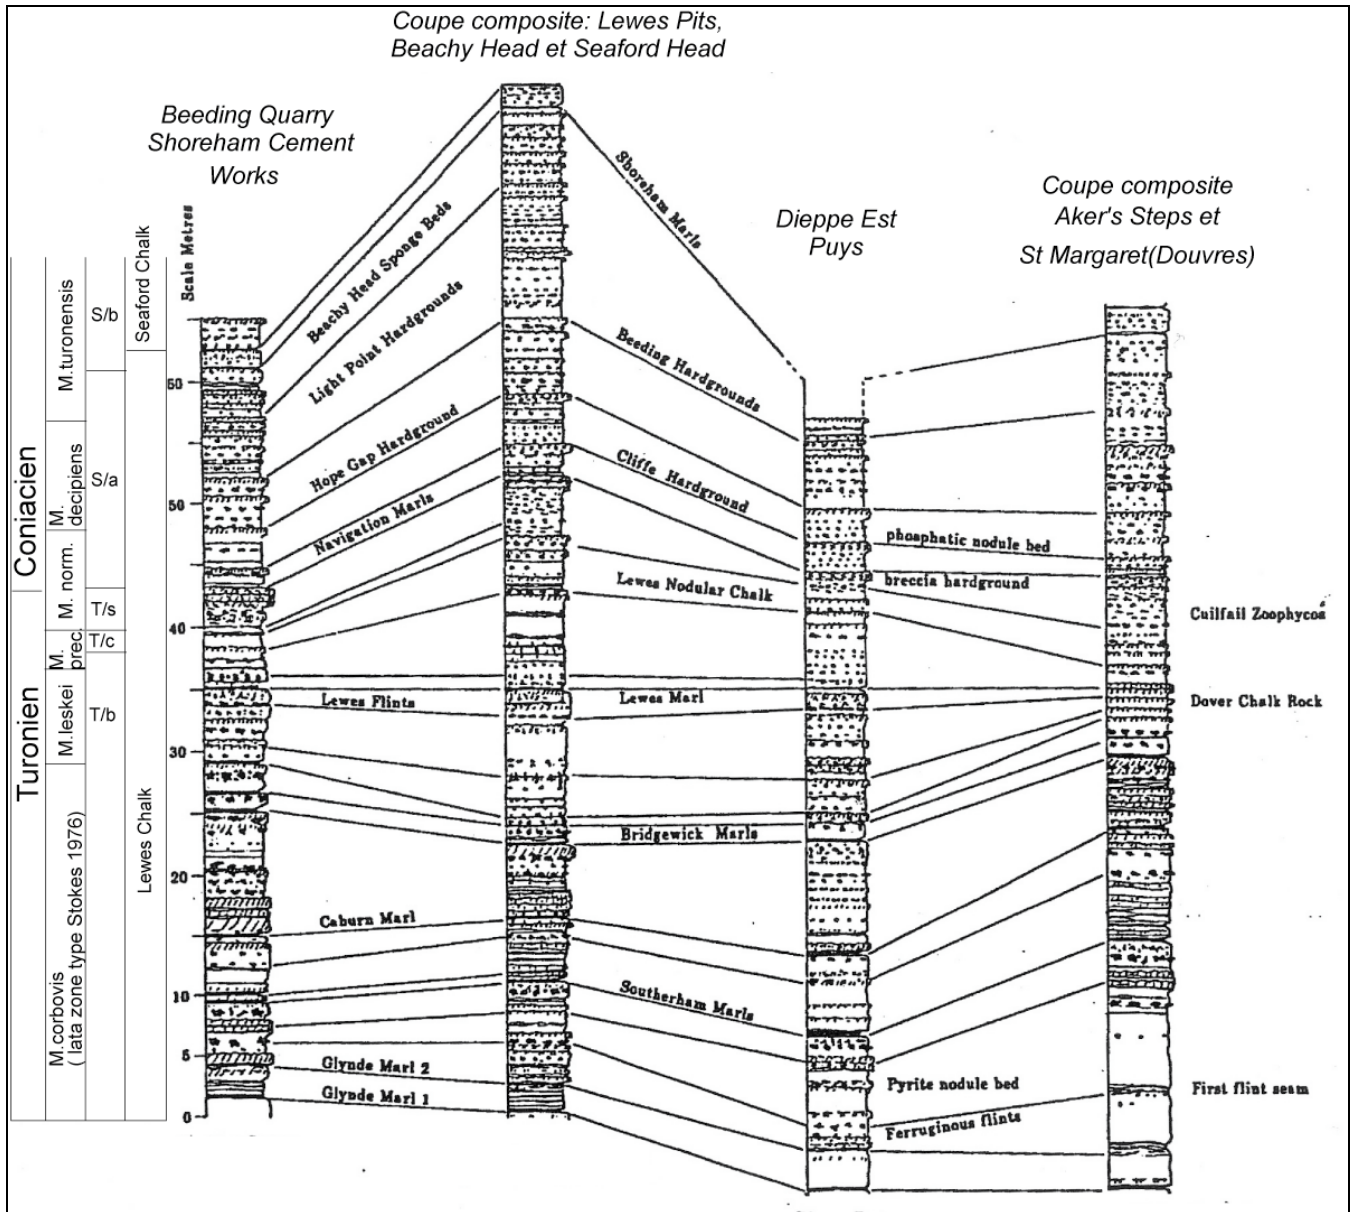 Coupe composite: Lewes Pits,
Beachy Head et Seaford Head
Beeding Quarry
Shoreham Cement
Works
Dieppe Est
Puys
Coupe composite
Aker's Steps et
St Margaret(Douvres)
Scale Metres
60
50
40
30
20
10
5
0
Coniacien
Turonien
M.turonensis
M.
decipiens
M. norm.
M.
prec.
M.leskei
M.corbovis
( lata zone type Stokes 1976)
S/b
S/a
T/s
T/c
T/b
Seaford Chalk
Lewes Chalk
Beachy Head Sponge Beds
Light Point Hardgrounds
Hope Gap Hardground
Navigation Marls
Lewes Flints
Caburn Marl
Glynde Marl 2
Glynde Marl 1
Shoreham Marls
Beeding Hardgrounds
Cliffe Hardground
Lewes Nodular Chalk
Lewes Marl
Bridgewick Marls
Southerham Marls
phosphatic nodule bed
breccia hardground
Pyrite nodule bed
Ferruginous flints
Cuilfail Zoophycos
Dover Chalk Rock
First flint seam